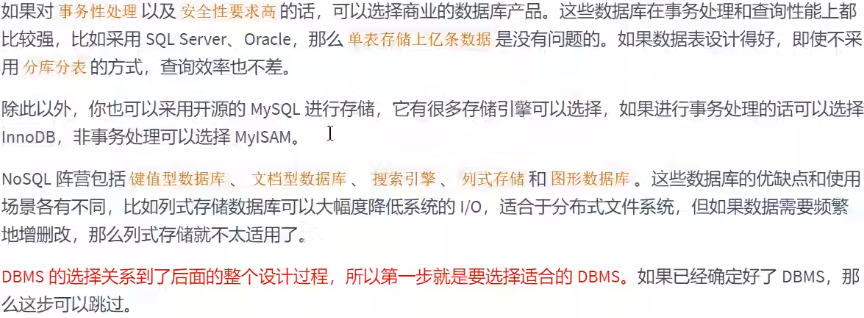 如果对 事务性处理 以及 安全性要求高 的话，可以选择商业的数据库产品。这些数据库在事务处理和查询性能上都
比较强，比如采用 SQL Server、Oracle，那么 单表存储上亿条数据 是没有问题的。如果数据表设计得好，即使不采
用 分库分表 的方式，查询效率也不差。
除此以外，你也可以采用开源的 MySQL 进行存储，它有很多存储引擎可以选择，如果进行事务处理的话可以选择
InnoDB，非事务处理可以选择 MyISAM。
NoSQL 阵营包括 键值型数据库 、 文档型数据库 、 搜索引擎 、 列式存储 和 图形数据库 。这些数据库的优缺点和使用
场景各有不同，比如列式存储数据库可以大幅度降低系统的 I/O，适合于分布式文件系统，但如果数据需要频繁
地增删改，那么列式存储就不太适用了。
DBMS 的选择关系到了后面的整个设计过程，所以第一步就是要选择适合的 DBMS。如果已经确定好了 DBMS，那
么这步可以跳过。